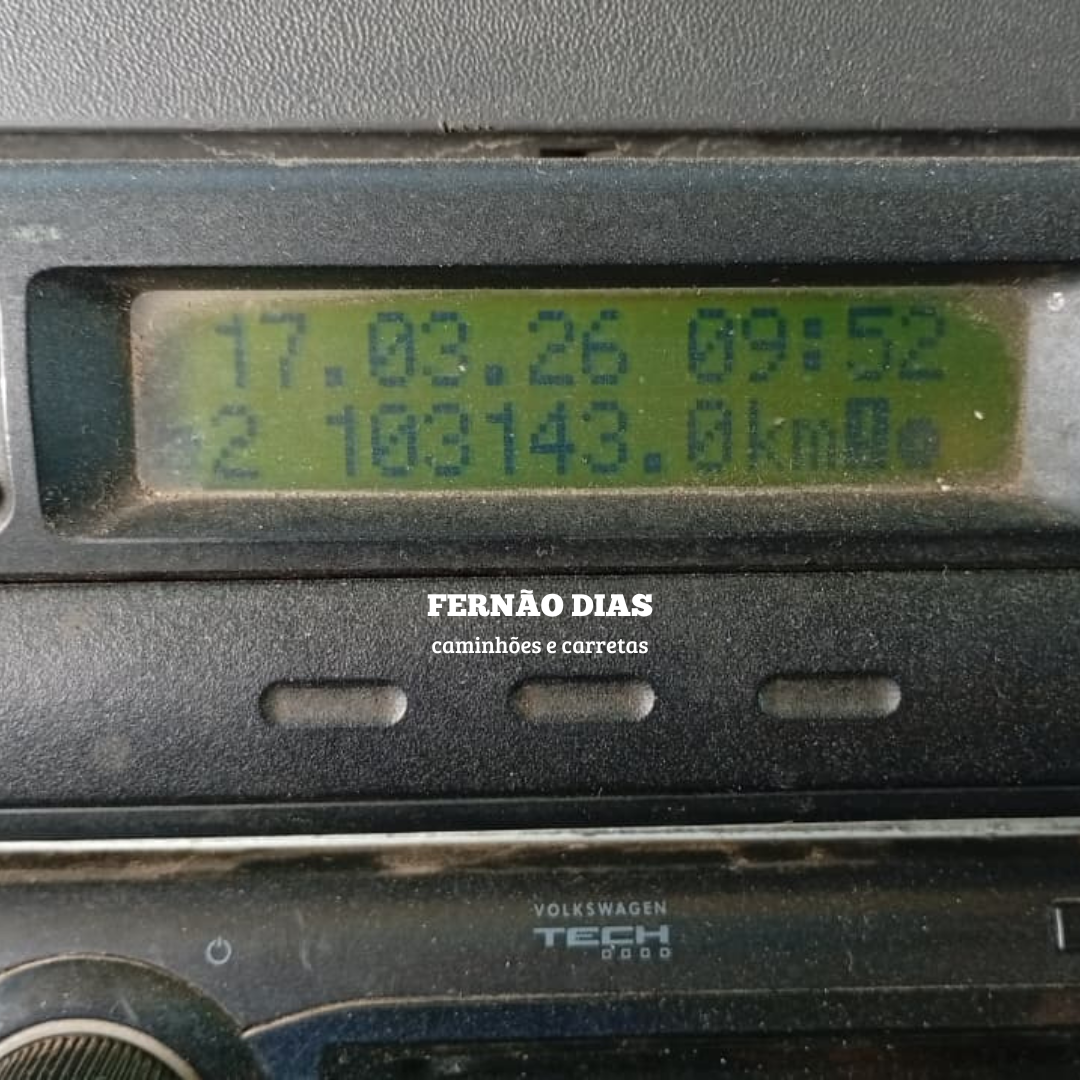 17.03.26 09:52
2 103143.0km
FERNÃO DIAS
caminhões e carretas
VOLKSWAGEN
TECH